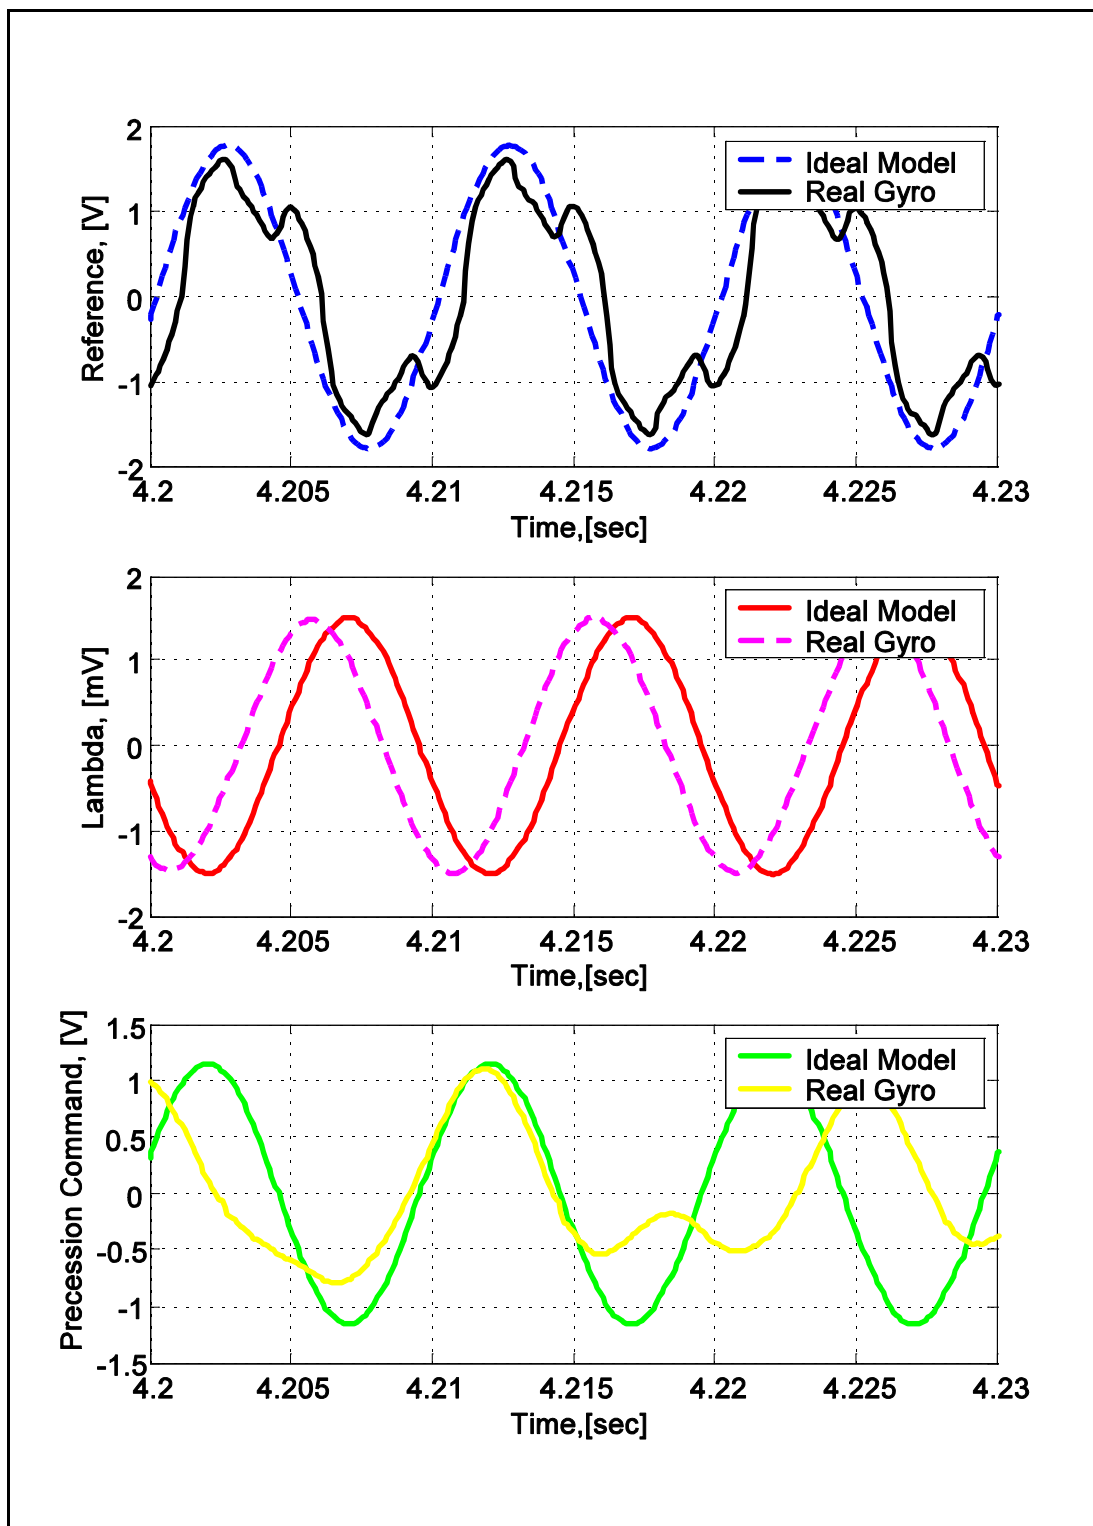 2
1
0
-1
-2
Reference, [V]
Ideal Model
Real Gyro
4.2 4.205 4.21 4.215 4.22 4.225 4.23
Time,[sec]
2
1
0
-1
-2
Lambda, [mV]
Ideal Model
Real Gyro
4.2 4.205 4.21 4.215 4.22 4.225 4.23
Time,[sec]
1.5
1
0.5
0
-0.5
-1
-1.5
Precession Command, [V]
Ideal Model
Real Gyro
4.2 4.205 4.21 4.215 4.22 4.225 4.23
Time,[sec]